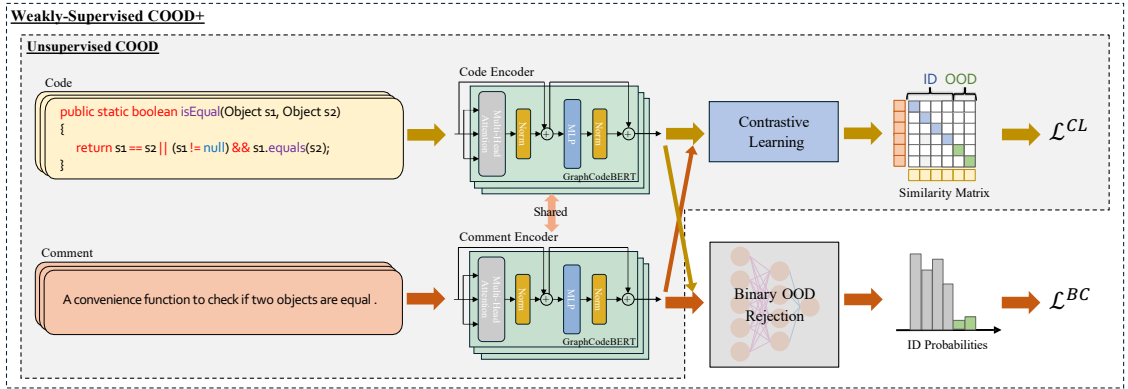 Weakly-Supervised COOD+
Unsupervised COOD
Code
public static boolean isEqual(Object s1, Object s2)
{
return s1 == s2 || (s1 != null) && s1.equals(s2);
}
Code Encoder
Multi-Head
Attention
Norm
MLP
Norm
GraphCodeBERT
Contrastive
Learning
ID OOD
Similarity Matrix
ℒ^CL
Shared
Comment
A convenience function to check if two objects are equal .
Comment Encoder
Multi-Head
Attention
Norm
MLP
Norm
GraphCodeBERT
Binary OOD
Rejection
ID Probabilities
ℒ^BC